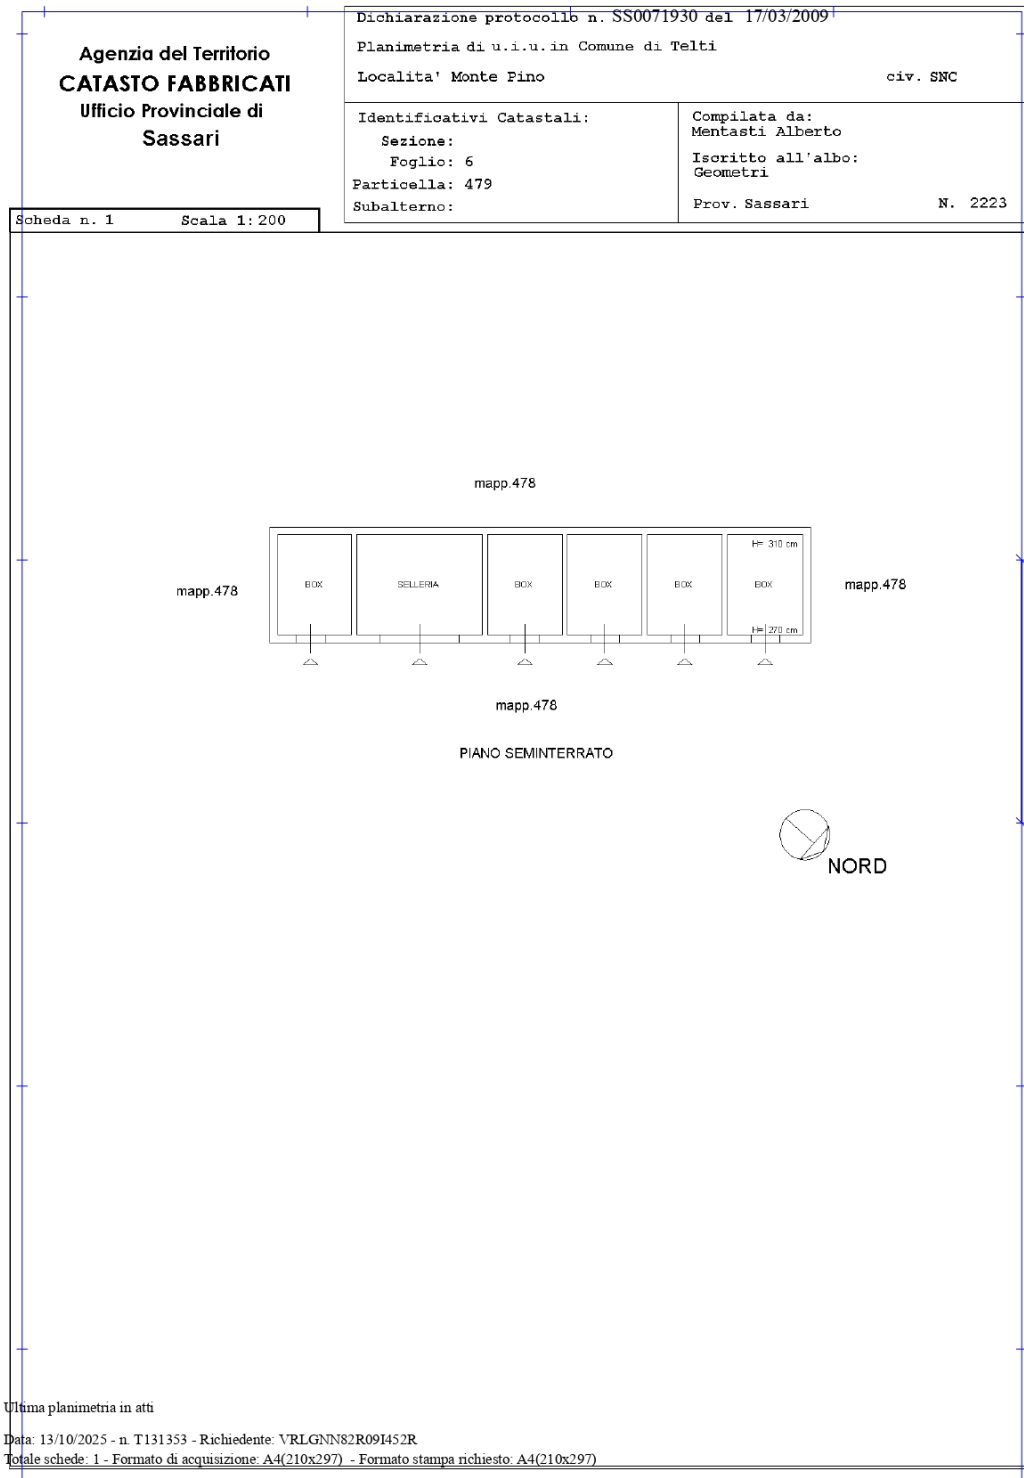 Agenzia del Territorio
CATASTO FABBRICATI
Ufficio Provinciale di
Sassari
Dichiarazione protocollo n. SS0071930 del 17/03/2009
Planimetria di u.i.u. in Comune di Telti
Localita' Monte Pino civ. SNC
Identificativi Catastali:
Sezione:
Foglio: 6
Particella: 479
Subalterno:
Compilata da:
Mentasti Alberto
Iscritto all'albo:
Geometri
Prov. Sassari N. 2223
Scheda n. 1 Scala 1:200
mapp.478
H= 310 cm
mapp.478 BOX SELLERIA BOX BOX BOX BOX mapp.478
H= 270 cm
mapp.478
PIANO SEMINTERRATO
NORD
Ultima planimetria in atti
Data: 13/10/2025 - n. T131353 - Richiedente: VRLGNN82R09I452R
Totale schede: 1 - Formato di acquisizione: A4(210x297) - Formato stampa richiesto: A4(210x297)